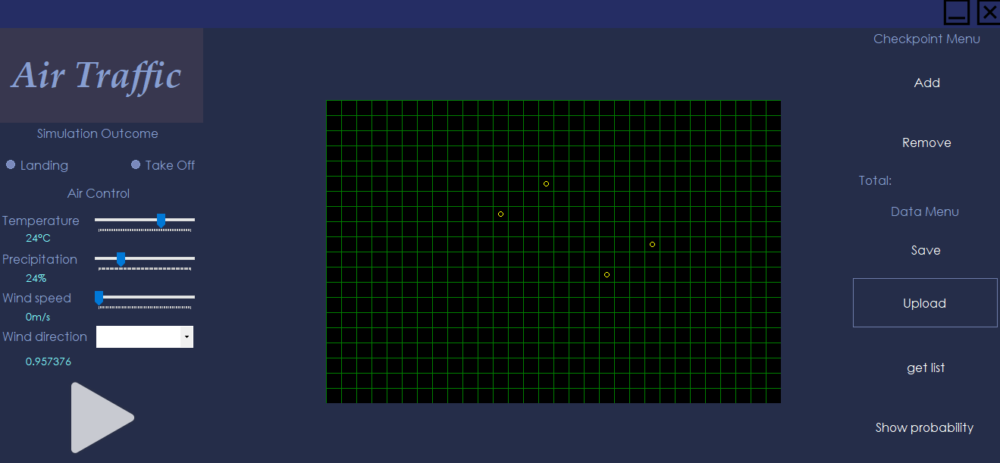 Air Traffic
Simulation Outcome
Landing
Take Off
Air Control
Temperature
24°C
Precipitation
24%
Wind speed
0m/s
Wind direction
0.957376
Checkpoint Menu
Add
Remove
Total:
Data Menu
Save
Upload
get list
Show probability